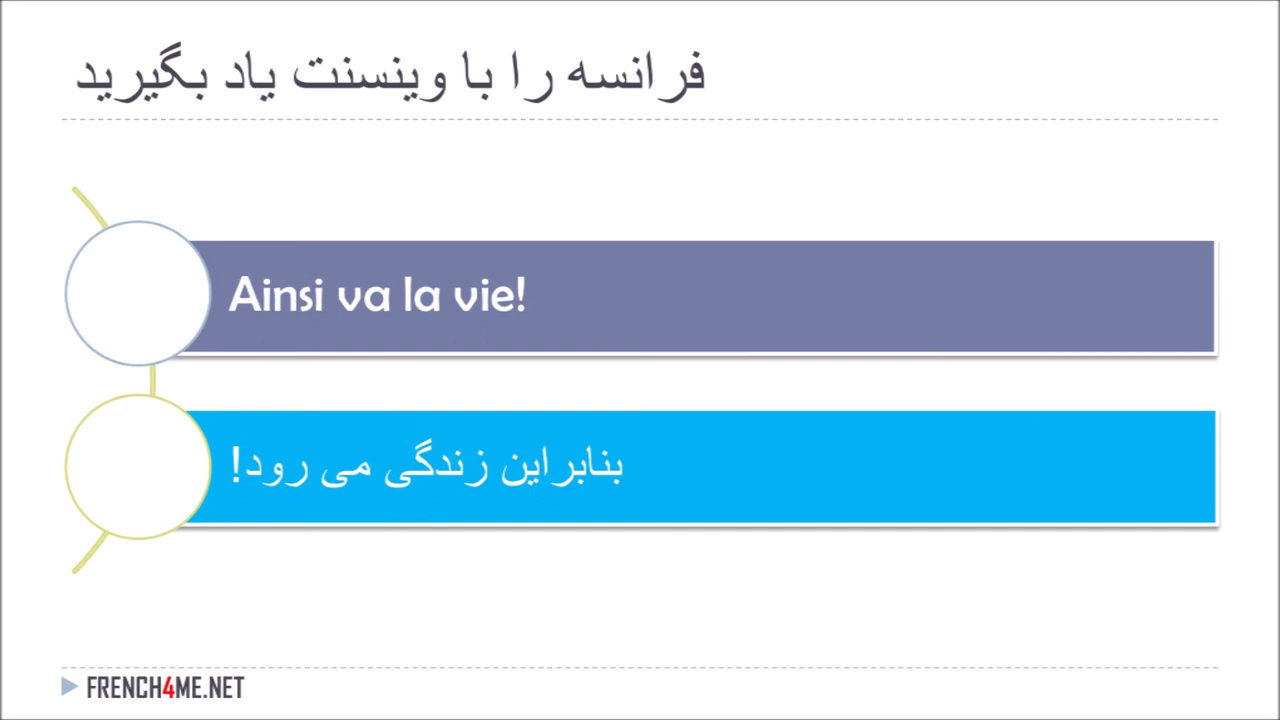 فرانسه را با وینسنت یاد بگیرید
Ainsi va la vie!
بنابراین زندگی می رود!
FRENCH4ME.NET